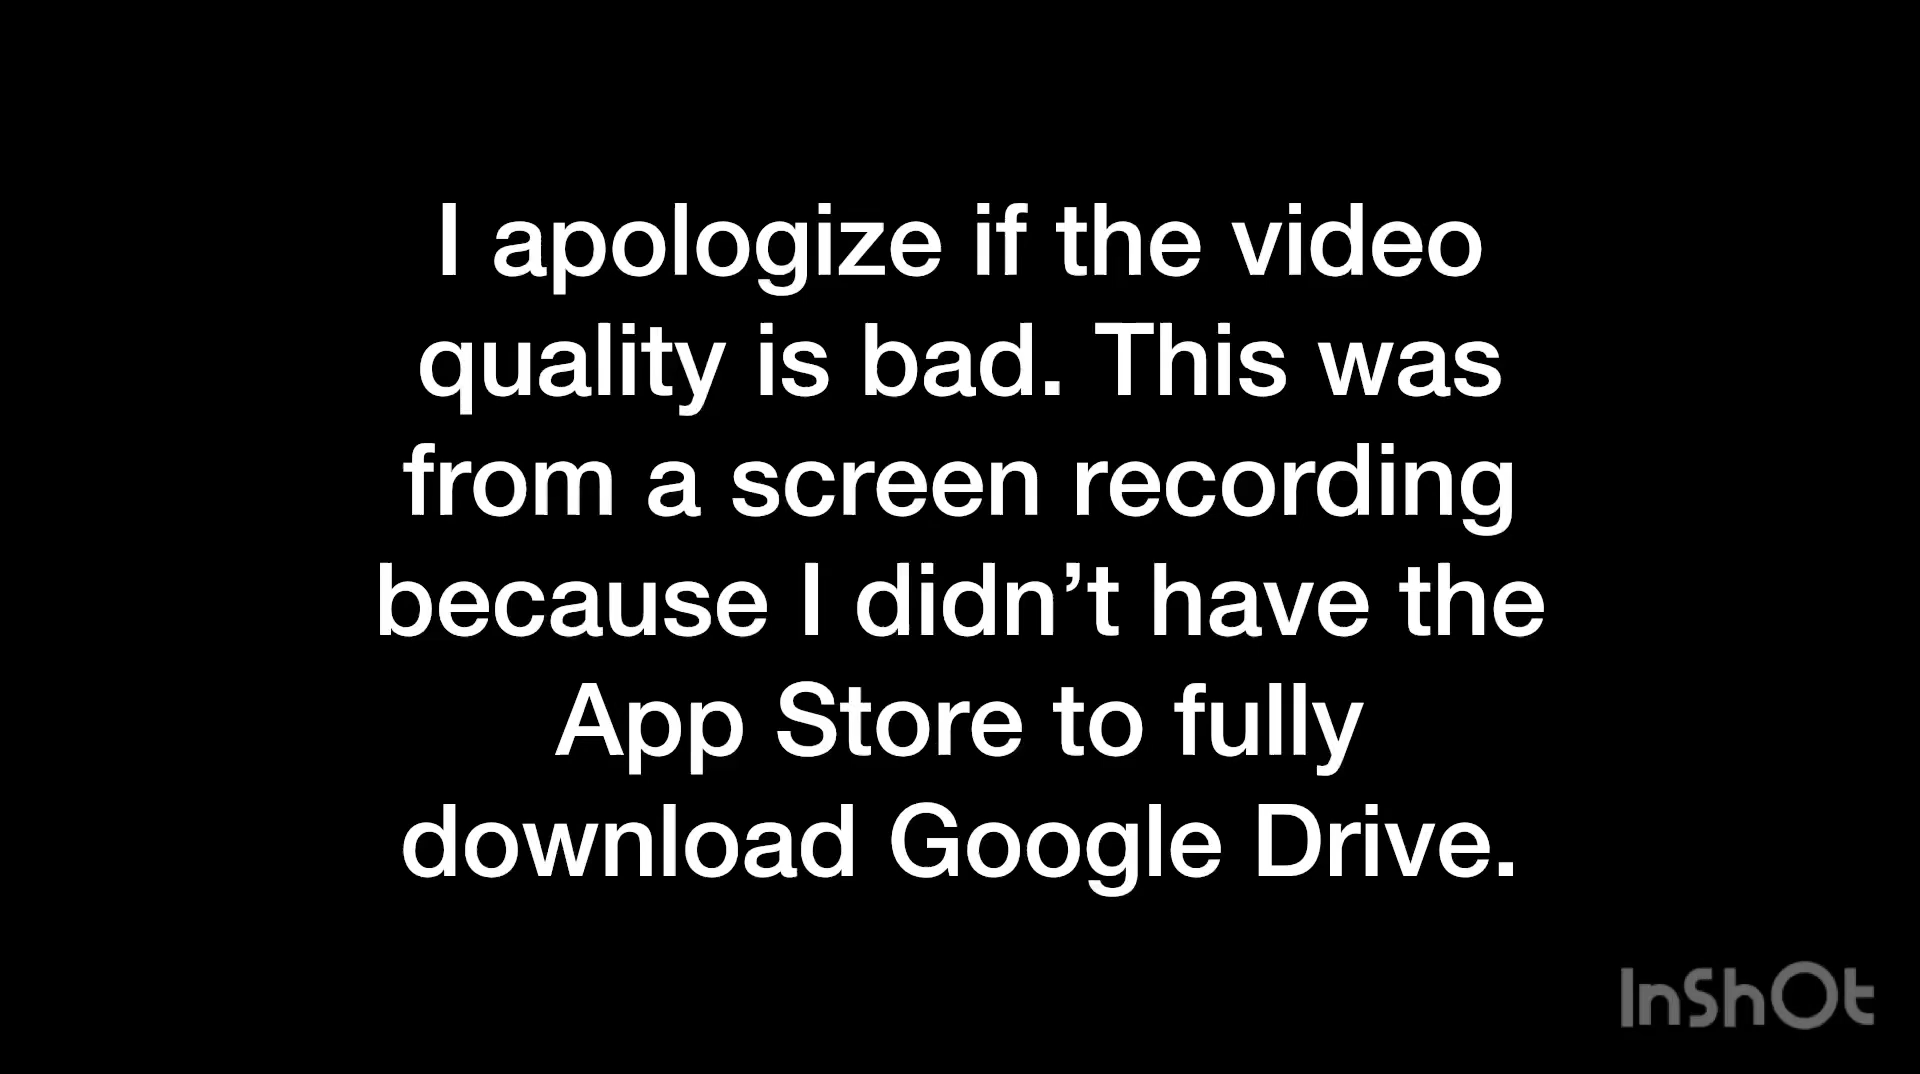 I apologize if the video
quality is bad. This was
from a screen recording
because I didn’t have the
App Store to fully
download Google Drive.
InShOt